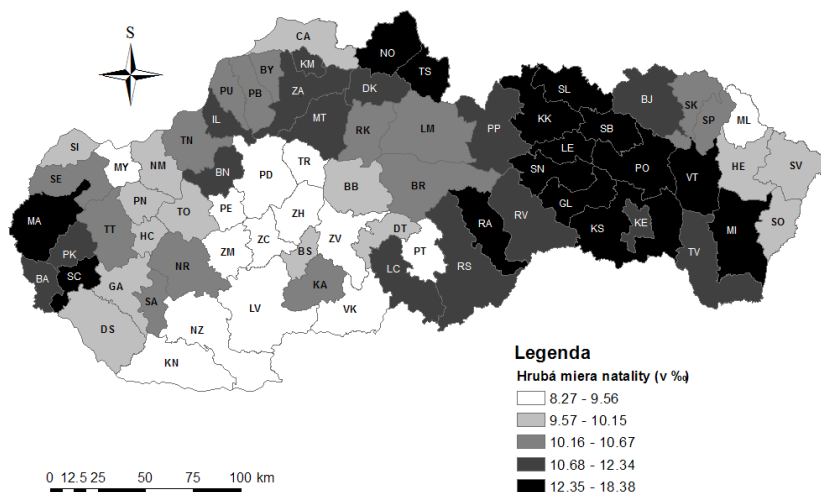 S
CA
NO
TS
KM
BY
PU
PB
ZA
DK
SL
BJ
SK
SP
ML
IL
MT
KK
SB
RK
LM
PP
TN
LE
SI
MY
NM
HE
SV
BN
PD
TR
SN
PO
VT
SE
BB
BR
PN
TO
PE
GL
ZH
MA
SO
RA
RV
KE
KS
MI
TT
HC
DT
ZV
ZC
PK
ZM
BS
PT
TV
NR
LC
RS
BA
SC
GA
SA
KA
LV
VK
DS
NZ
KN
Legenda
Hrubá miera natality (v ‰)
8.27 - 9.56
9.57 - 10.15
10.16 - 10.67
10.68 - 12.34
12.35 - 18.38
0 12.5 25 50 75 100 km